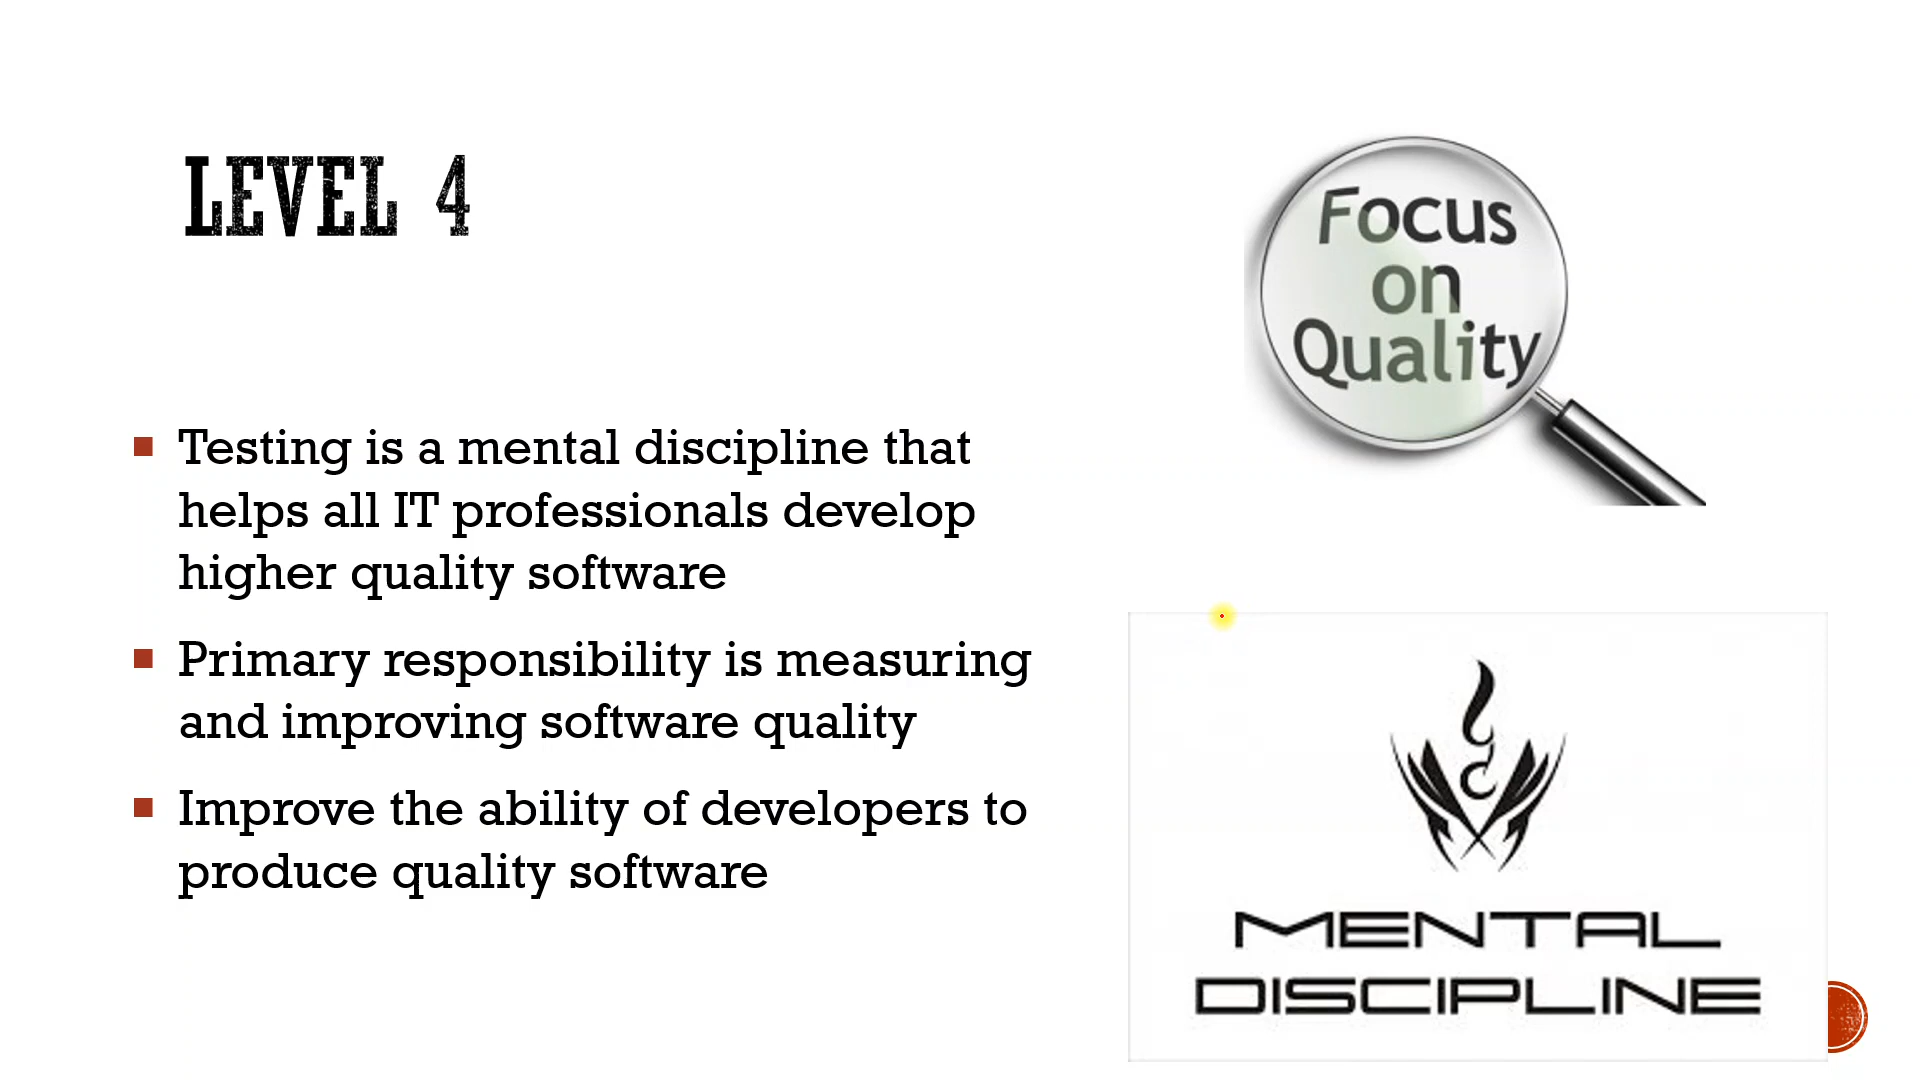 LEVEL 4
Focus
on
Quality
Testing is a mental discipline that
helps all IT professionals develop
higher quality software
Primary responsibility is measuring
and improving software quality
Improve the ability of developers to
produce quality software
MENTAL
DISCIPLINE